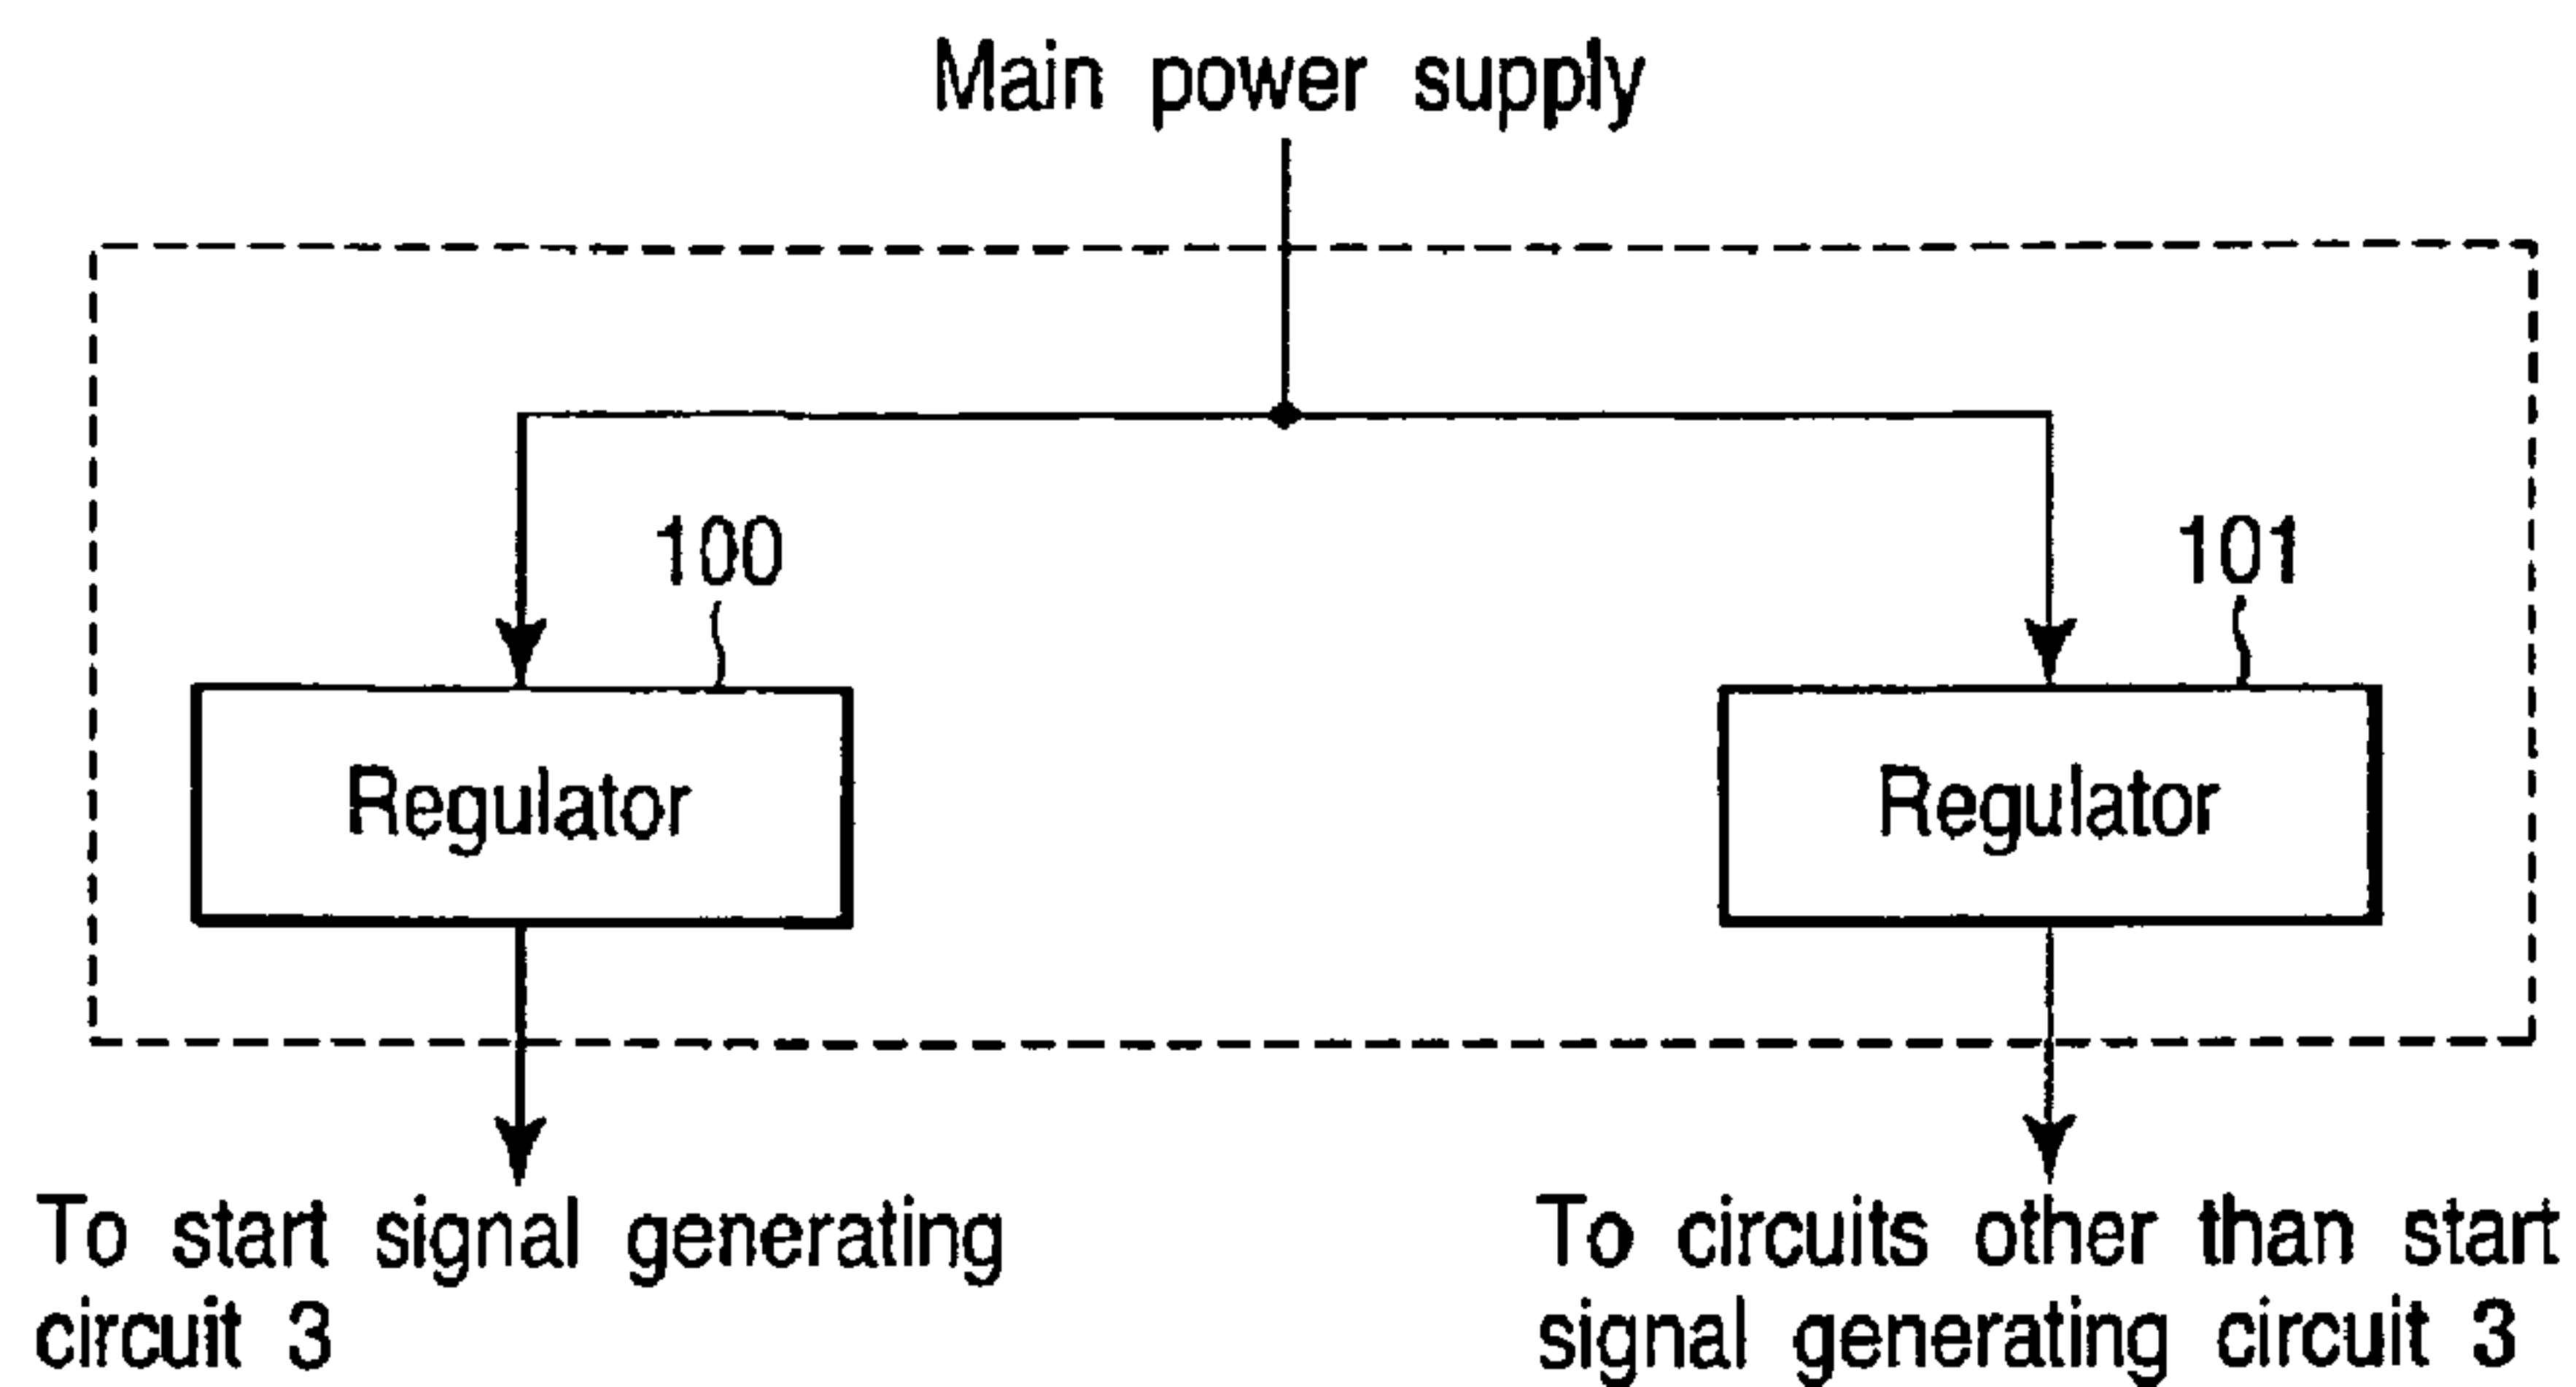 Main power supply
100
101
Regulator
Regulator
To start signal generating
circuit 3
To circuits other than start
signal generating circuit 3